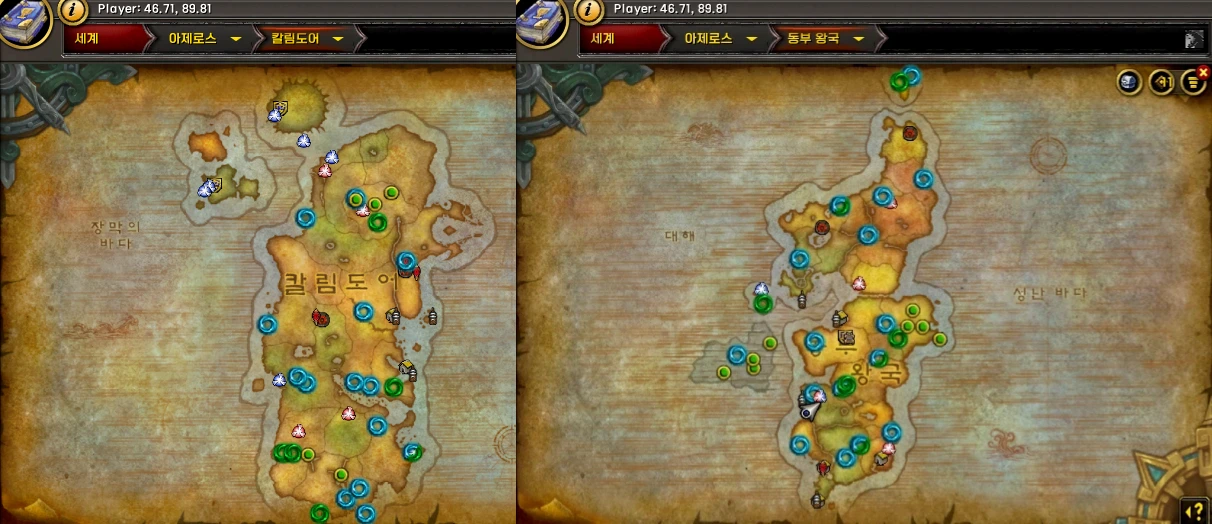 Player: 46.71, 89.81
세계
아제로스
칼림도어
장막의
바다
칼림도어
Player: 46.71, 89.81
세계
아제로스
동부 왕국
대해
성난 바다
왕국